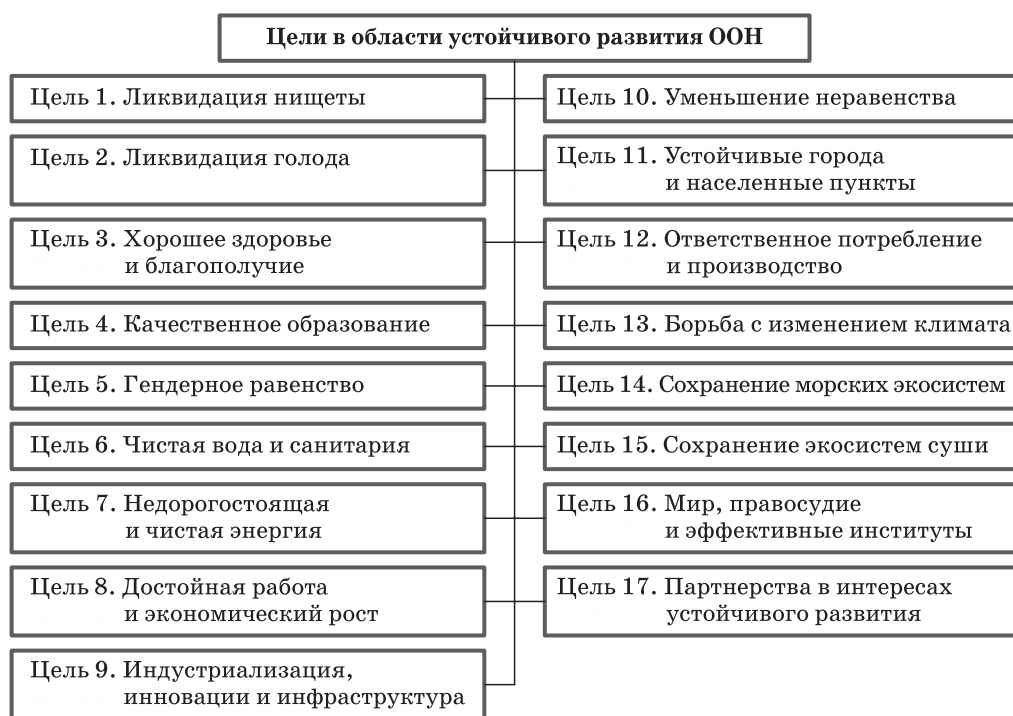 Цели в области устойчивого развития ООН
Цель 1. Ликвидация нищеты
Цель 2. Ликвидация голода
Цель 3. Хорошее здоровье
и благополучие
Цель 4. Качественное образование
Цель 5. Гендерное равенство
Цель 6. Чистая вода и санитария
Цель 7. Недорогостоящая
и чистая энергия
Цель 8. Достойная работа
и экономический рост
Цель 9. Индустриализация,
инновации и инфраструктура
Цель 10. Уменьшение неравенства
Цель 11. Устойчивые города
и населенные пункты
Цель 12. Ответственное потребление
и производство
Цель 13. Борьба с изменением климата
Цель 14. Сохранение морских экосистем
Цель 15. Сохранение экосистем суши
Цель 16. Мир, правосудие
и эффективные институты
Цель 17. Партнерства в интересах
устойчивого развития